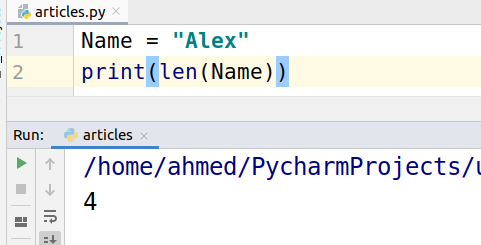 articles.py
1 Name = "Alex"
2 print(len(Name))
Run: articles
/home/ahmed/PycharmProjects/
4